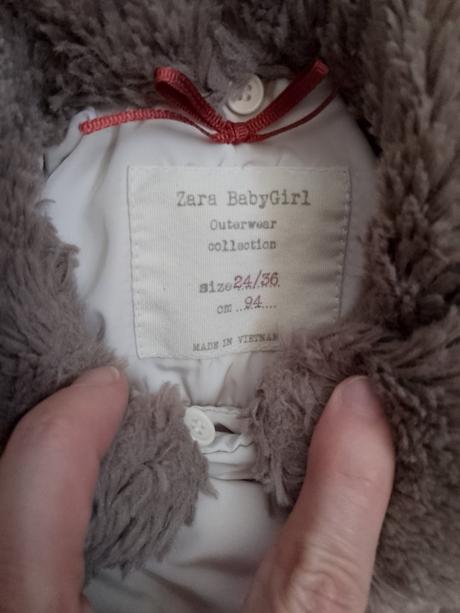 Zara BabyGirl
Outerwear
collection
size 24/36
cm ..94....
MADE IN VIETNAM